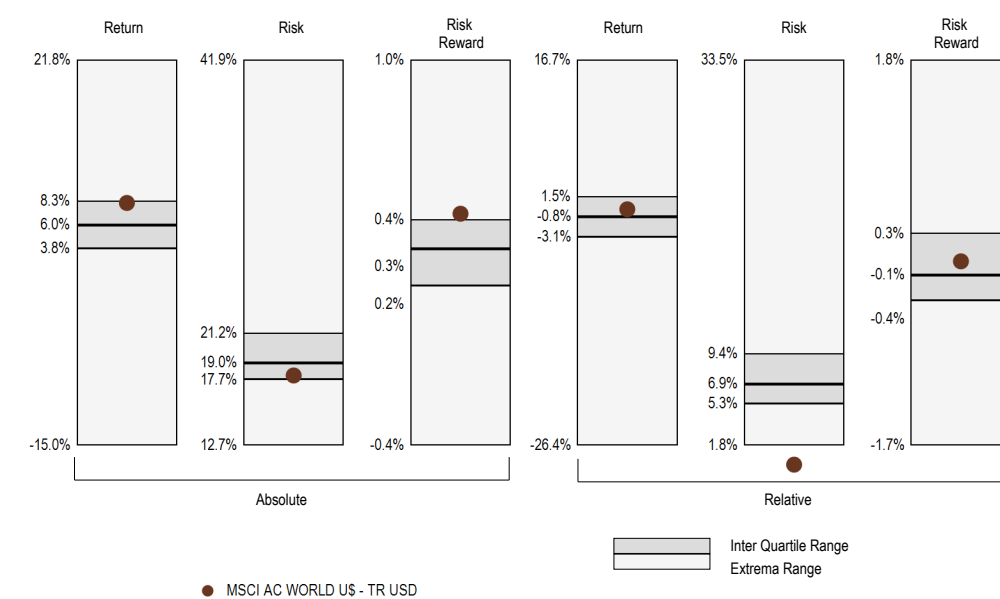 Return
Risk
Risk
Reward
Return
Risk
Risk
Reward
21.8%
41.9%
1.0%
16.7%
33.5%
1.8%
8.3%
6.0%
3.8%
21.2%
19.0%
17.7%
0.4%
0.3%
0.2%
1.5%
-0.8%
-3.1%
9.4%
6.9%
5.3%
0.3%
-0.1%
-0.4%
-15.0%
12.7%
-0.4%
-26.4%
1.8%
-1.7%
Absolute
Relative
Inter Quartile Range
Extrema Range
MSCI AC WORLD U$ - TR USD